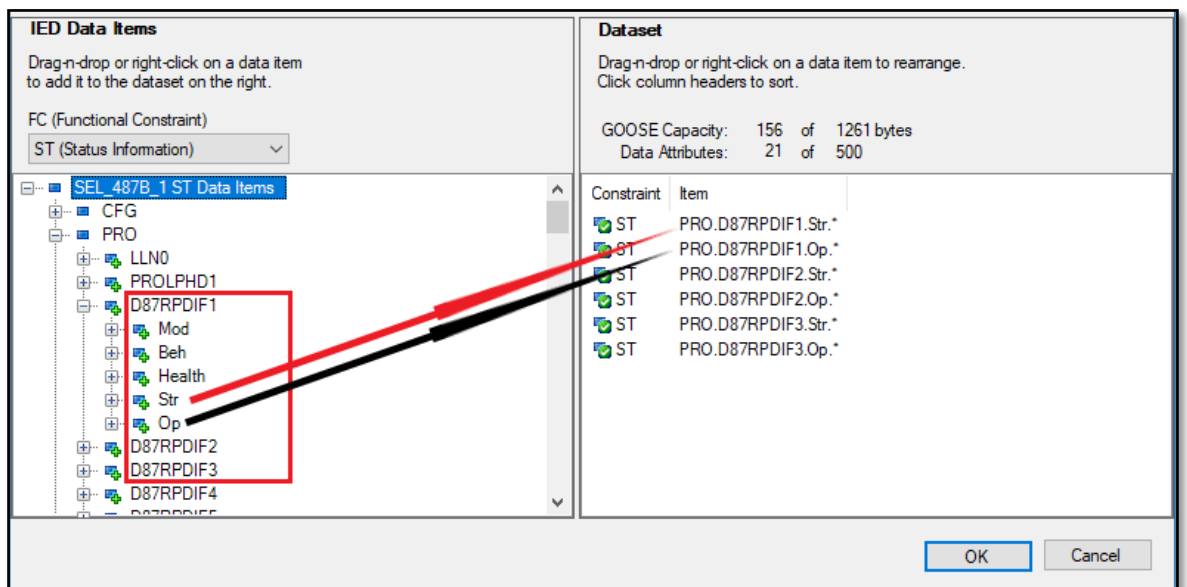 IED Data Items
Drag-n-drop or right-click on a data item
to add it to the dataset on the right.
FC (Functional Constraint)
ST (Status Information)
SEL_487B_1 ST Data Items
CFG
PRO
LLN0
PROLPHD1
D87RPDIF1
Mod
Beh
Health
Str
Op
D87RPDIF2
D87RPDIF3
D87RPDIF4
Dataset
Drag-n-drop or right-click on a data item to rearrange.
Click column headers to sort.
GOOSE Capacity: 156 of 1261 bytes
Data Attributes: 21 of 500
Constraint Item
ST PRO.D87RPDIF1.Str.*
ST PRO.D87RPDIF1.Op.*
ST PRO.D87RPDIF2.Str.*
ST PRO.D87RPDIF2.Op.*
ST PRO.D87RPDIF3.Str.*
ST PRO.D87RPDIF3.Op.*
OK Cancel